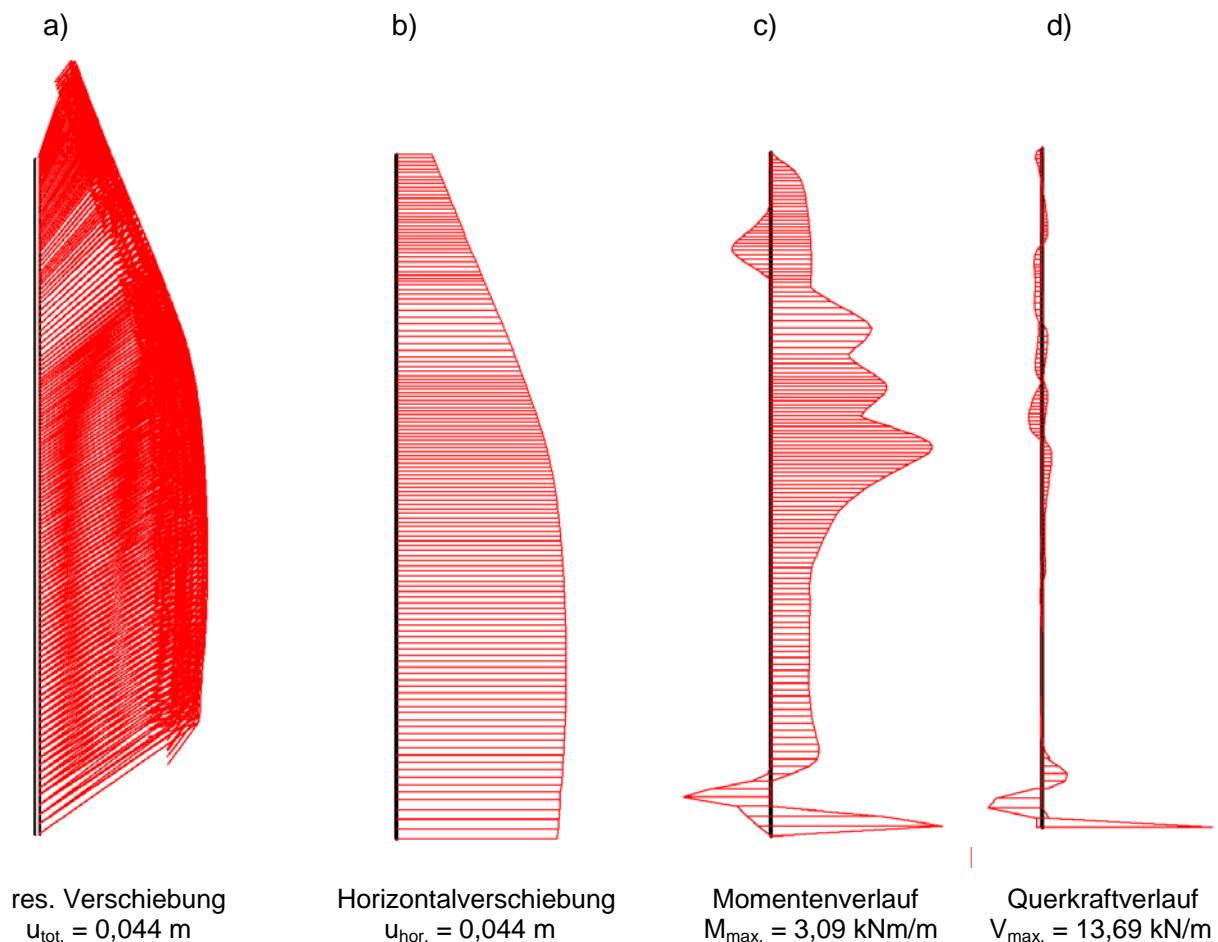 a) b) c) d)
res. Verschiebung Horizontalverschiebung Momentenverlauf Querkraftverlauf
u_tot. = 0,044 m u_hor. = 0,044 m M_max. = 3,09 kNm/m V_max. = 13,69 kN/m